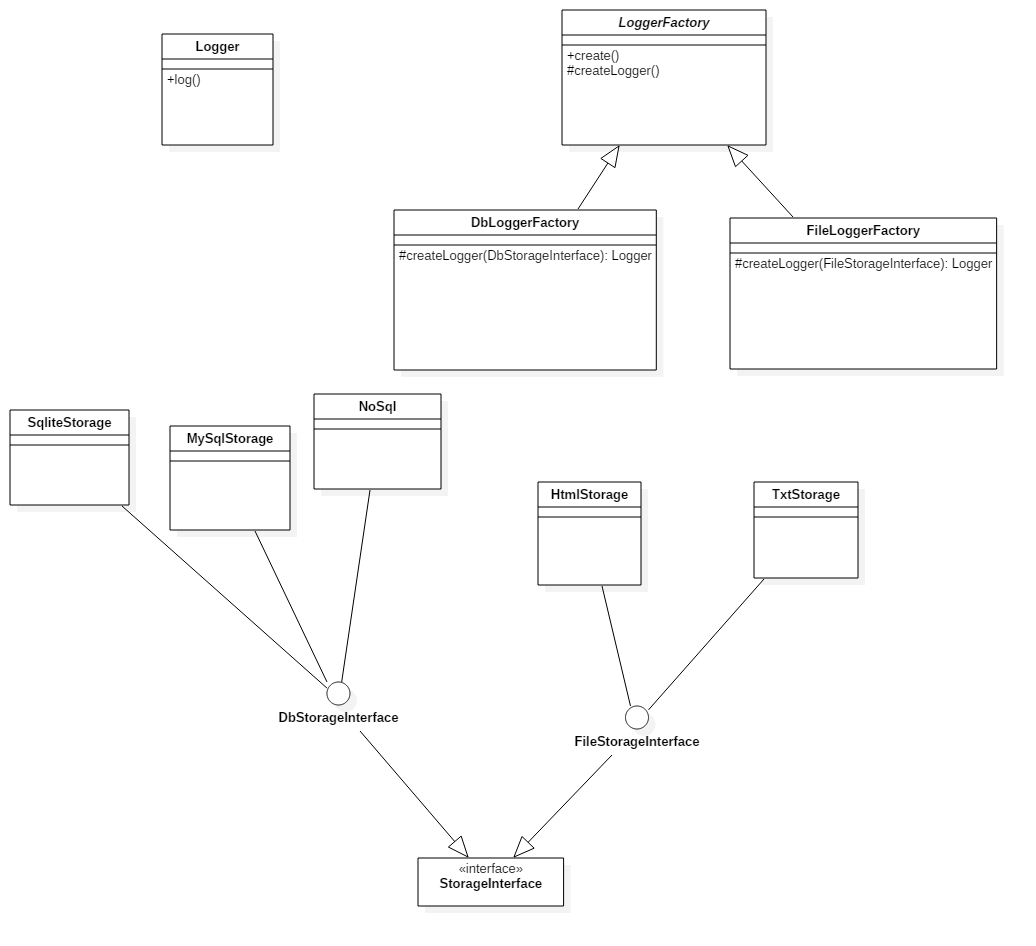 Logger
+log()
LoggerFactory
+create()
#createLogger()
DbLoggerFactory
#createLogger(DbStorageInterface): Logger
FileLoggerFactory
#createLogger(FileStorageInterface): Logger
SqliteStorage
MySqlStorage
NoSql
HtmlStorage
TxtStorage
DbStorageInterface
FileStorageInterface
«interface»
StorageInterface